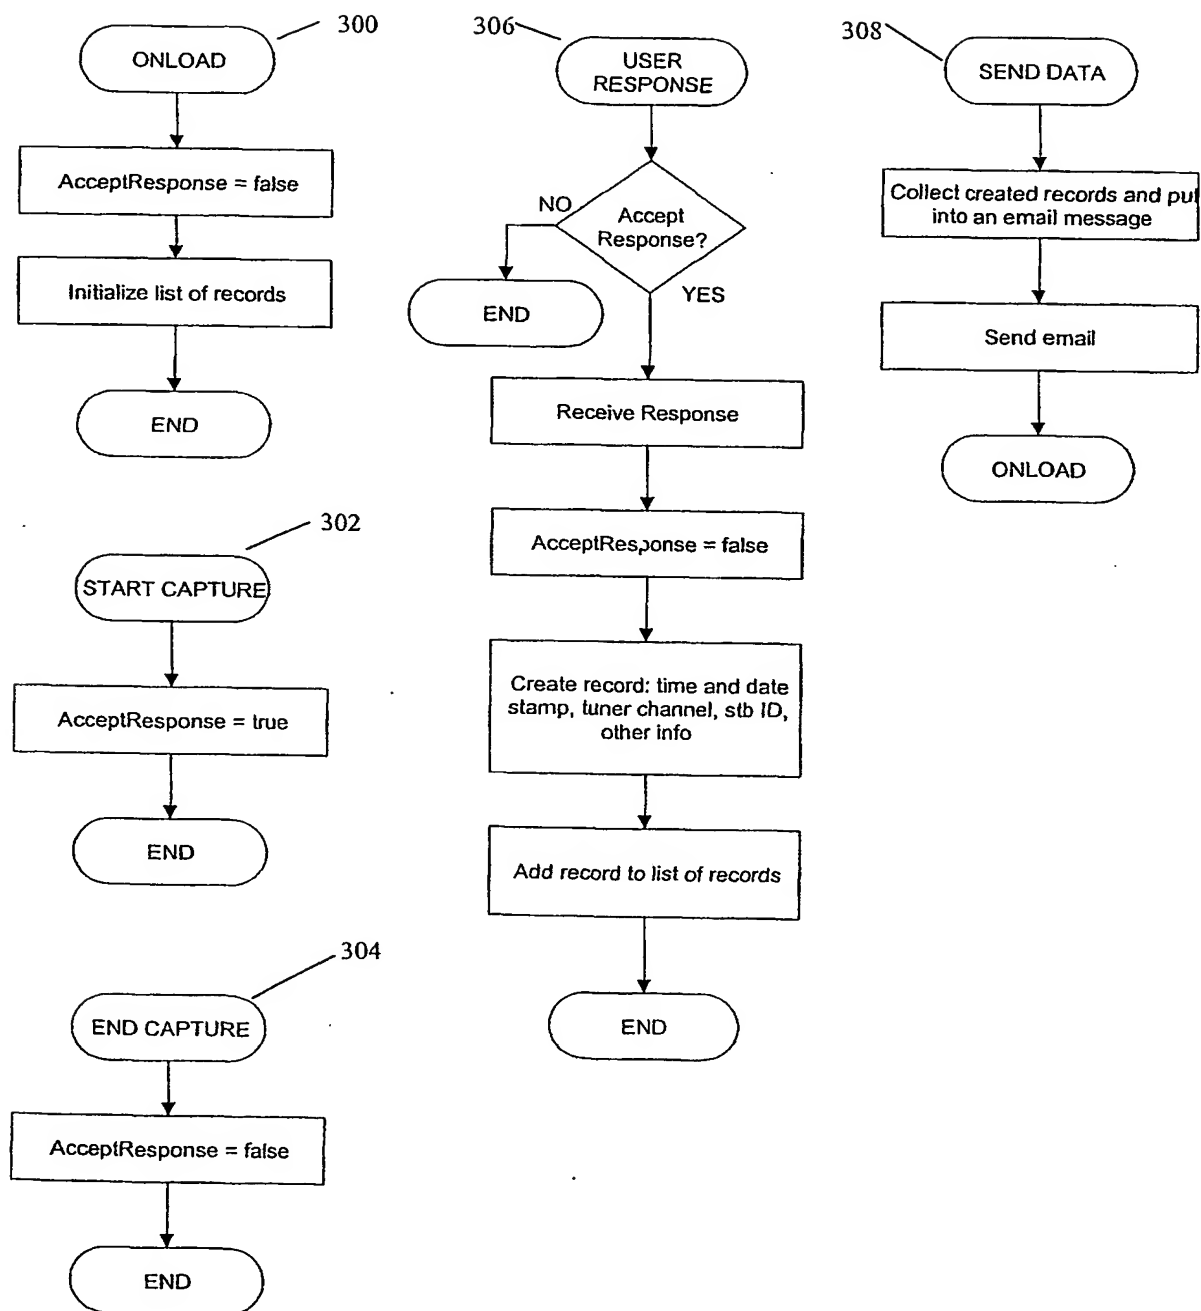 300
ONLOAD
AcceptResponse = false
Initialize list of records
END
302
START CAPTURE
AcceptResponse = true
END
304
END CAPTURE
AcceptResponse = false
END
306
USER
RESPONSE
Accept
Response?
NO
END
YES
Receive Response
AcceptResponse = false
Create record: time and date
stamp, tuner channel, stb ID,
other info
Add record to list of records
END
308
SEND DATA
Collect created records and put
into an email message
Send email
ONLOAD